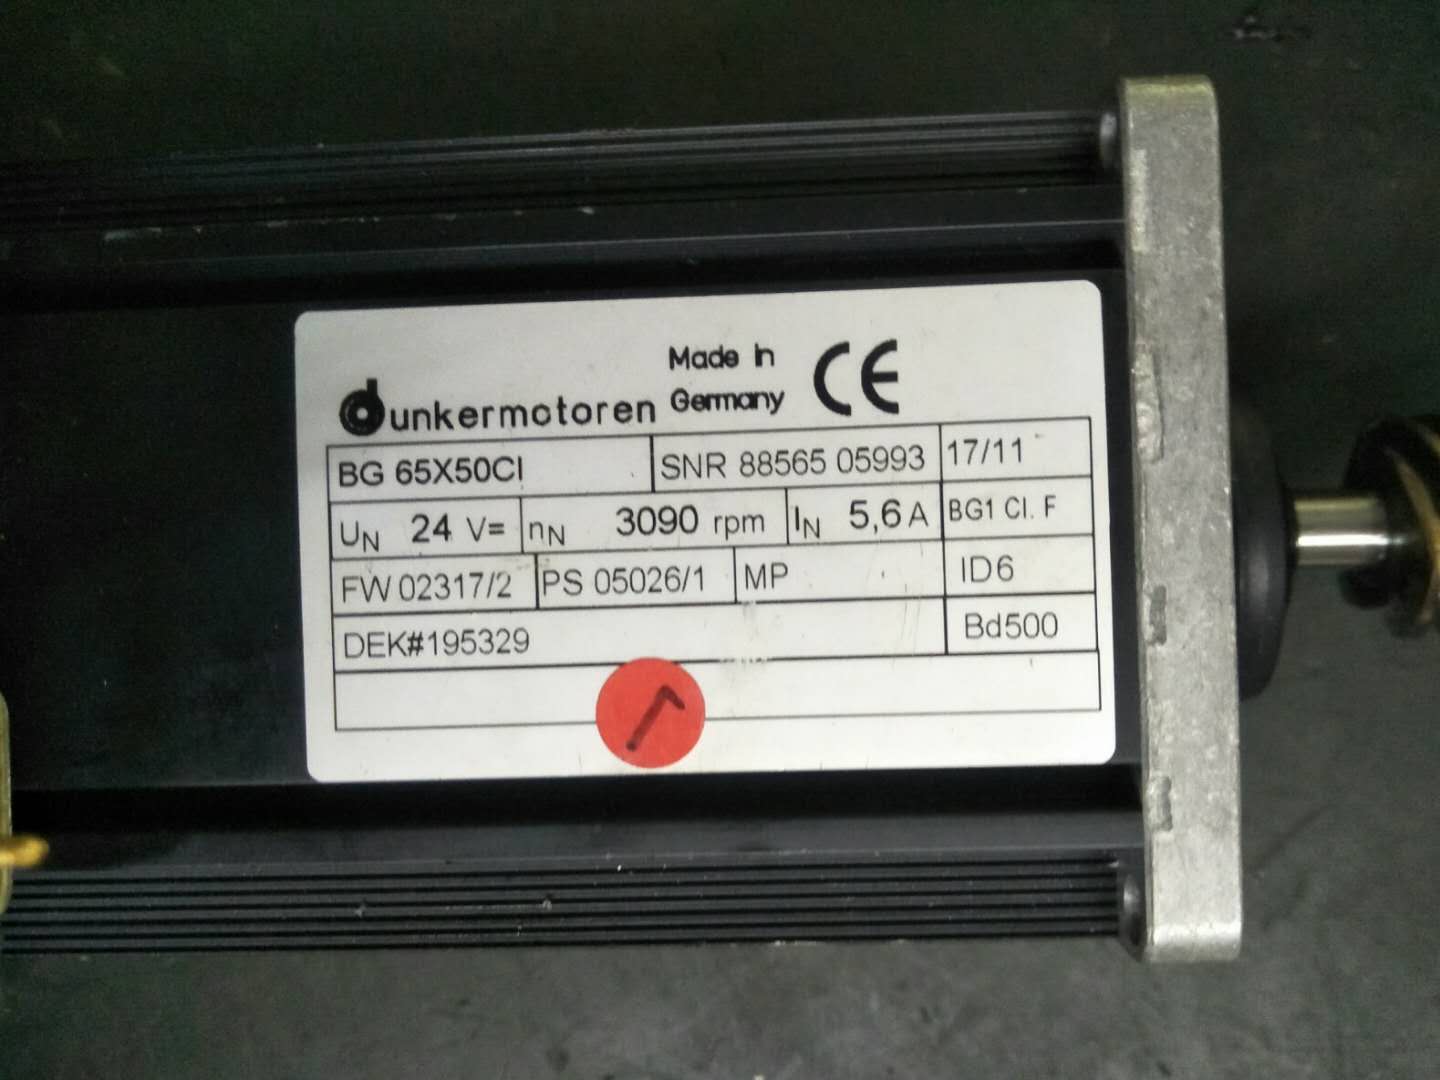 Made in
Germany
CE
dunkermotoren
BG 65X50CI
SNR 88565 05993
17/11
UN 24 V=
nN 3090 rpm
IN 5,6 A
BG1 Cl. F
FW 02317/2
PS 05026/1
MP
ID6
DEK#195329
Bd500